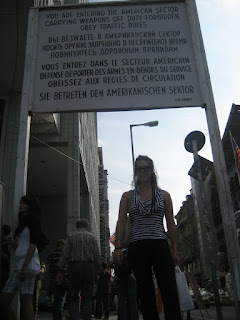 YOU ARE ENTERING THE AMERICAN SECTOR
CARRYING WEAPONS OFF DUTY FORBIDDEN
OBEY TRAFFIC RULES
ВЫ ВЪЕЗЖАЕТЕ В АМЕРИКАНСКИЙ СЕКТОР
НОСИТЬ ОРУЖИЕ ЗАПРЕЩЕНО В НЕСЛУЖЕБНОЕ ВРЕМЯ
ПОВИНУЙТЕСЬ ДОРОЖНЫМ ПРАВИЛАМ
VOUS ENTREZ DANS LE SECTEUR AMERICAIN
DEFENSE DE PORTER DES ARMES EN DEHORS DU SERVICE
OBEISSEZ AUX REGLES DE CIRCULATION
SIE BETRETEN DEN AMERIKANISCHEN SEKTOR